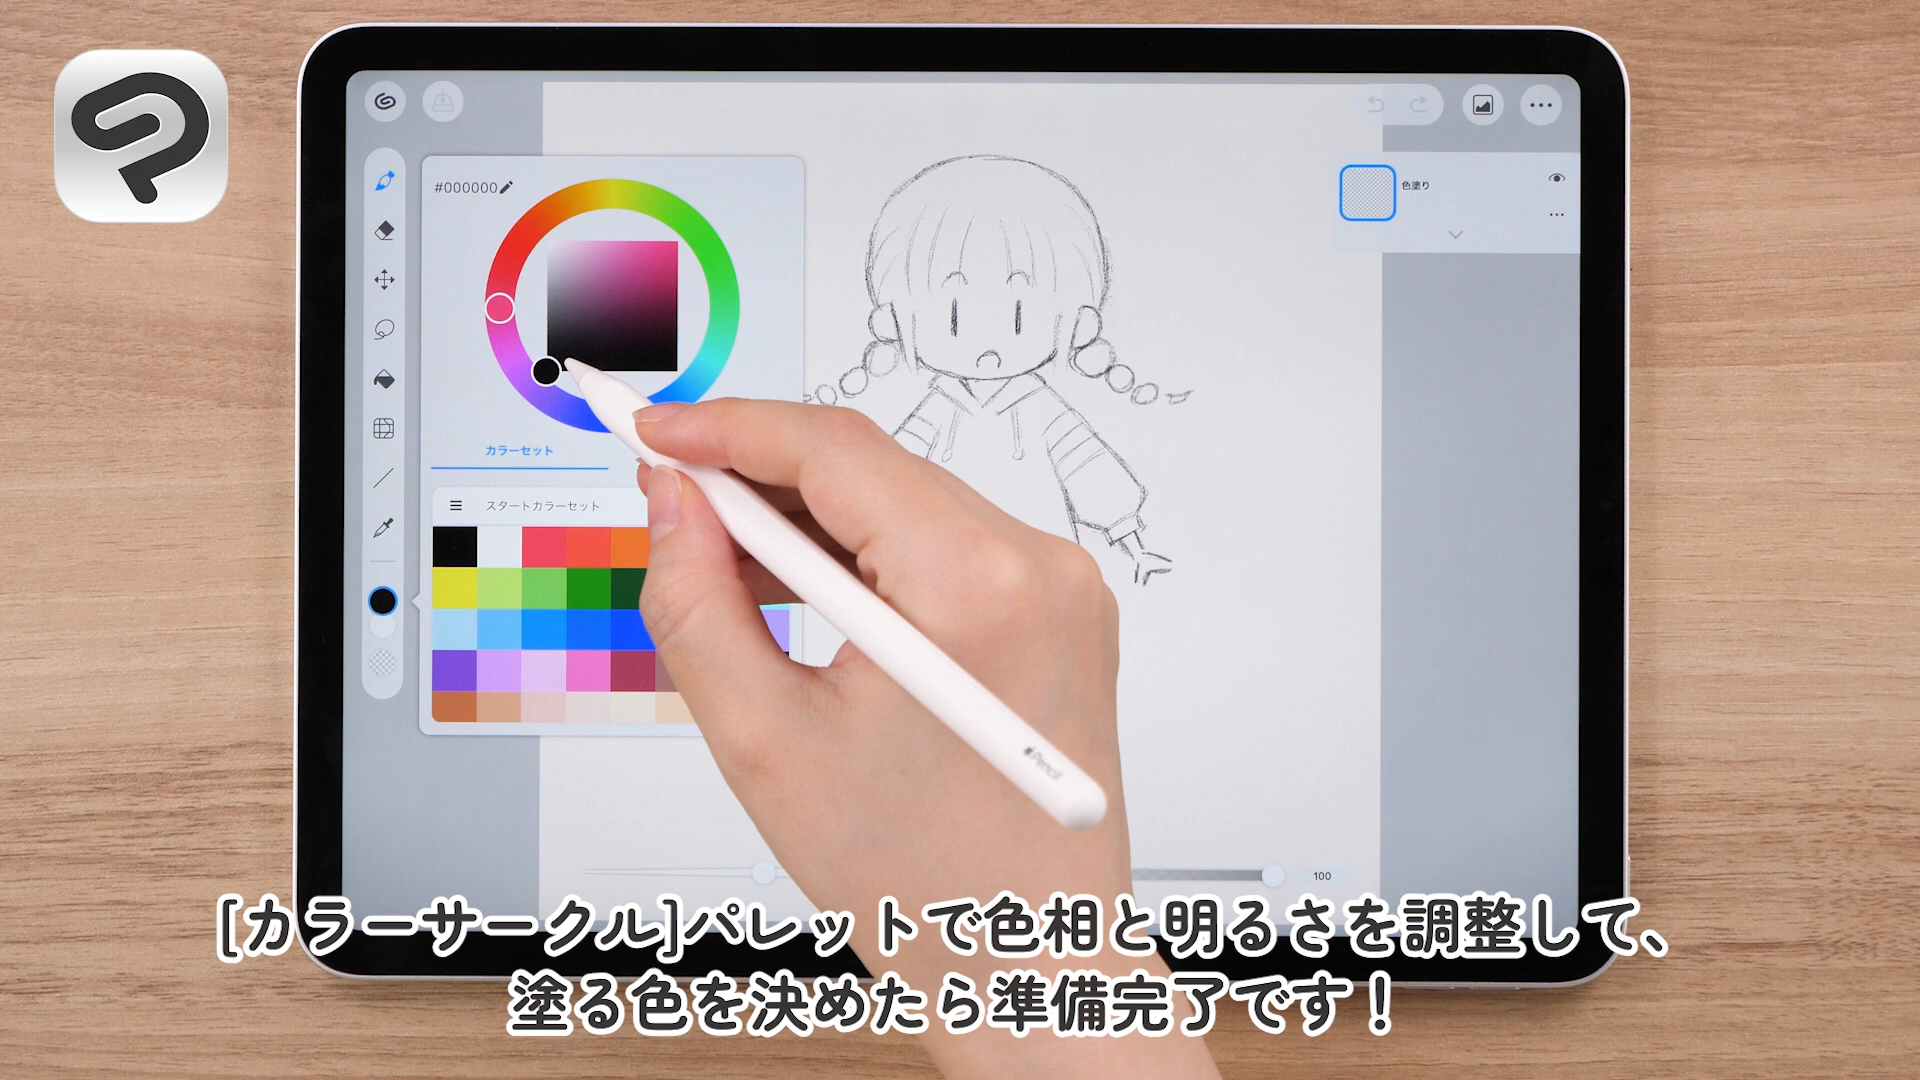 #000000
色塗り
カラーセット
スタートカラーセット
Pencil
100
[カラーサークル]パレットで色相と明るさを調整して、
塗る色を決めたら準備完了です!